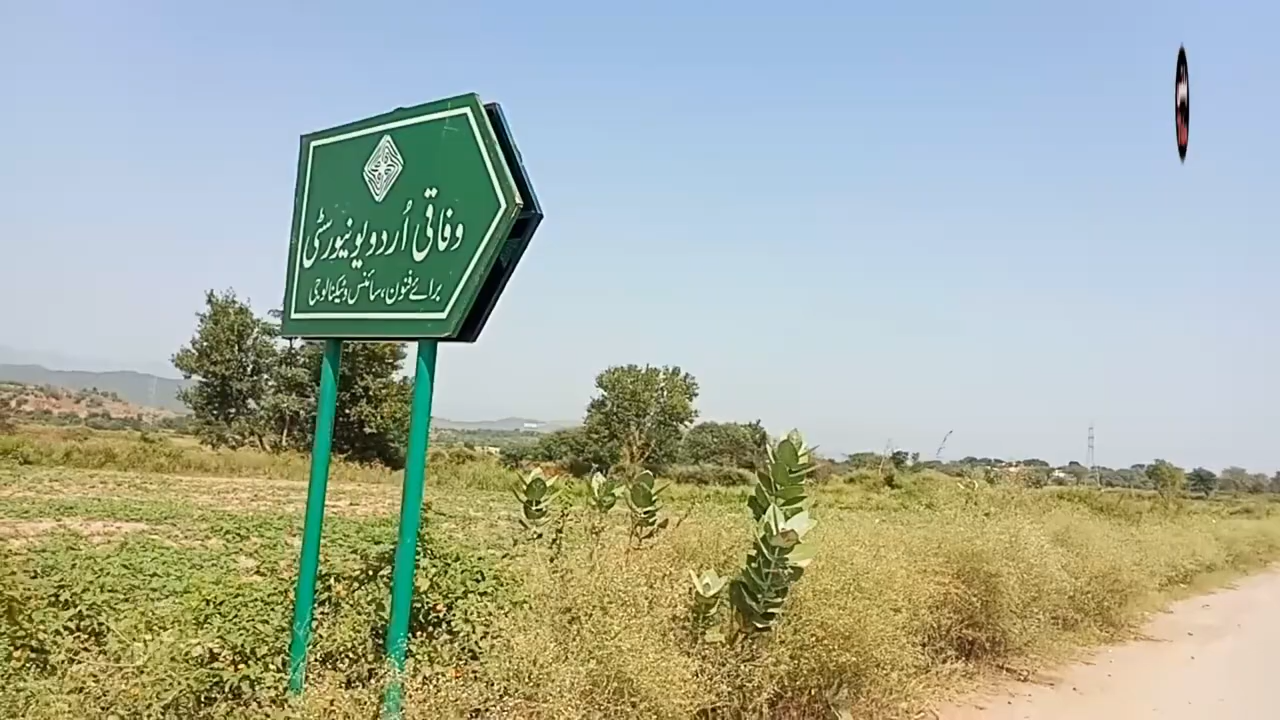 وفاقی اُردو یونیورسٹی
برائے فنون، سائنس و ٹیکنالوجی